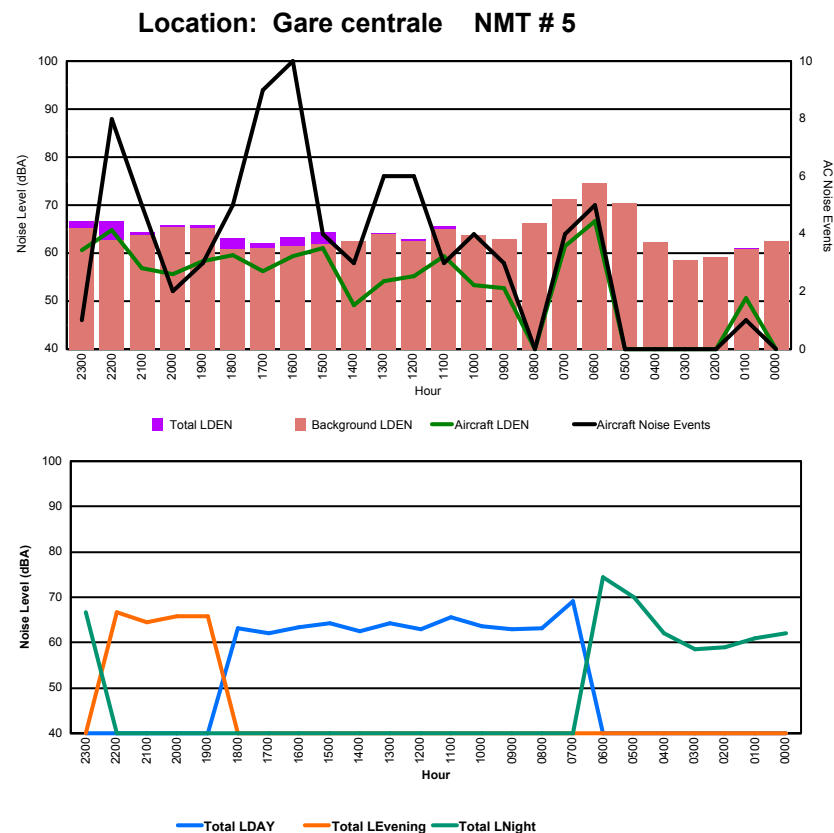 Location: Gare centrale NMT # 5
100 10
90 8
80 6
70 4
60
50 2
40 0
Noise Level (dBA)
AC Noise Events
2300 2200 2100 2000 1900 1800 1700 1600 1500 1400 1300 1200 1100 1000 0900 0800 0700 0600 0500 0400 0300 0200 0100 0000
Hour
Total LDEN Background LDEN Aircraft LDEN Aircraft Noise Events
100
90
80
70
60
50
40
Noise Level (dBA)
2300 2200 2100 2000 1900 1800 1700 1600 1500 1400 1300 1200 1100 1000 0900 0800 0700 0600 0500 0400 0300 0200 0100 0000
Hour
Total LDAY Total LEvening Total LNight